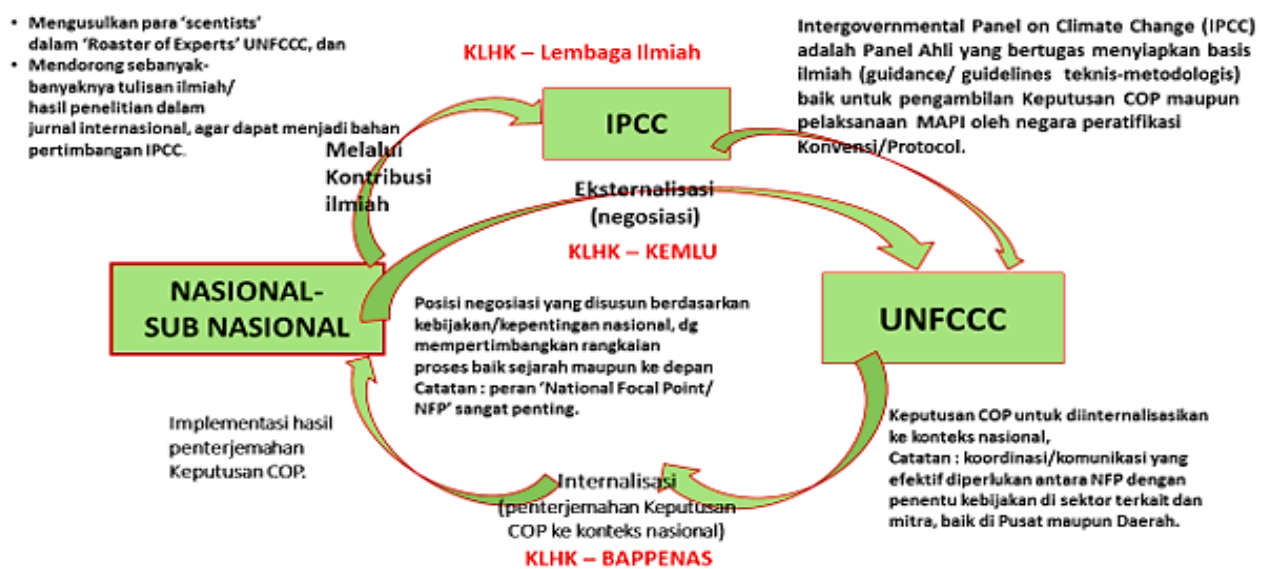 • Mengusulkan para ‘scentists’
dalam ‘Roaster of Experts’ UNFCCC, dan
• Mendorong sebanyak-
banyaknya tulisan ilmiah/
hasil penelitian dalam
jurnal internasional, agar dapat menjadi bahan
pertimbangan IPCC.
KLHK – Lembaga Ilmiah
IPCC
Intergovernmental Panel on Climate Change (IPCC)
adalah Panel Ahli yang bertugas menyiapkan basis
ilmiah (guidance/ guidelines teknis-metodologis)
baik untuk pengambilan Keputusan COP maupun
pelaksanaan MAPI oleh negara peratifikasi
Konvensi/Protocol.
Melalui
Kontribusi
ilmiah
Eksternalisasi
(negosiasi)
KLHK – KEMLU
NASIONAL-
SUB NASIONAL
Posisi negosiasi yang disusun berdasarkan
kebijakan/kepentingan nasional, dg
mempertimbangkan rangkaian
proses baik sejarah maupun ke depan
Catatan : peran ‘National Focal Point/
NFP’ sangat penting.
UNFCCC
Implementasi hasil
penterjemahan
Keputusan COP.
Internalisasi
(penterjemahan Keputusan
COP ke konteks nasional)
KLHK – BAPPENAS
Keputusan COP untuk diinternalisasikan
ke konteks nasional,
Catatan : koordinasi/komunikasi yang
efektif diperlukan antara NFP dengan
penentu kebijakan di sektor terkait dan
mitra, baik di Pusat maupun Daerah.